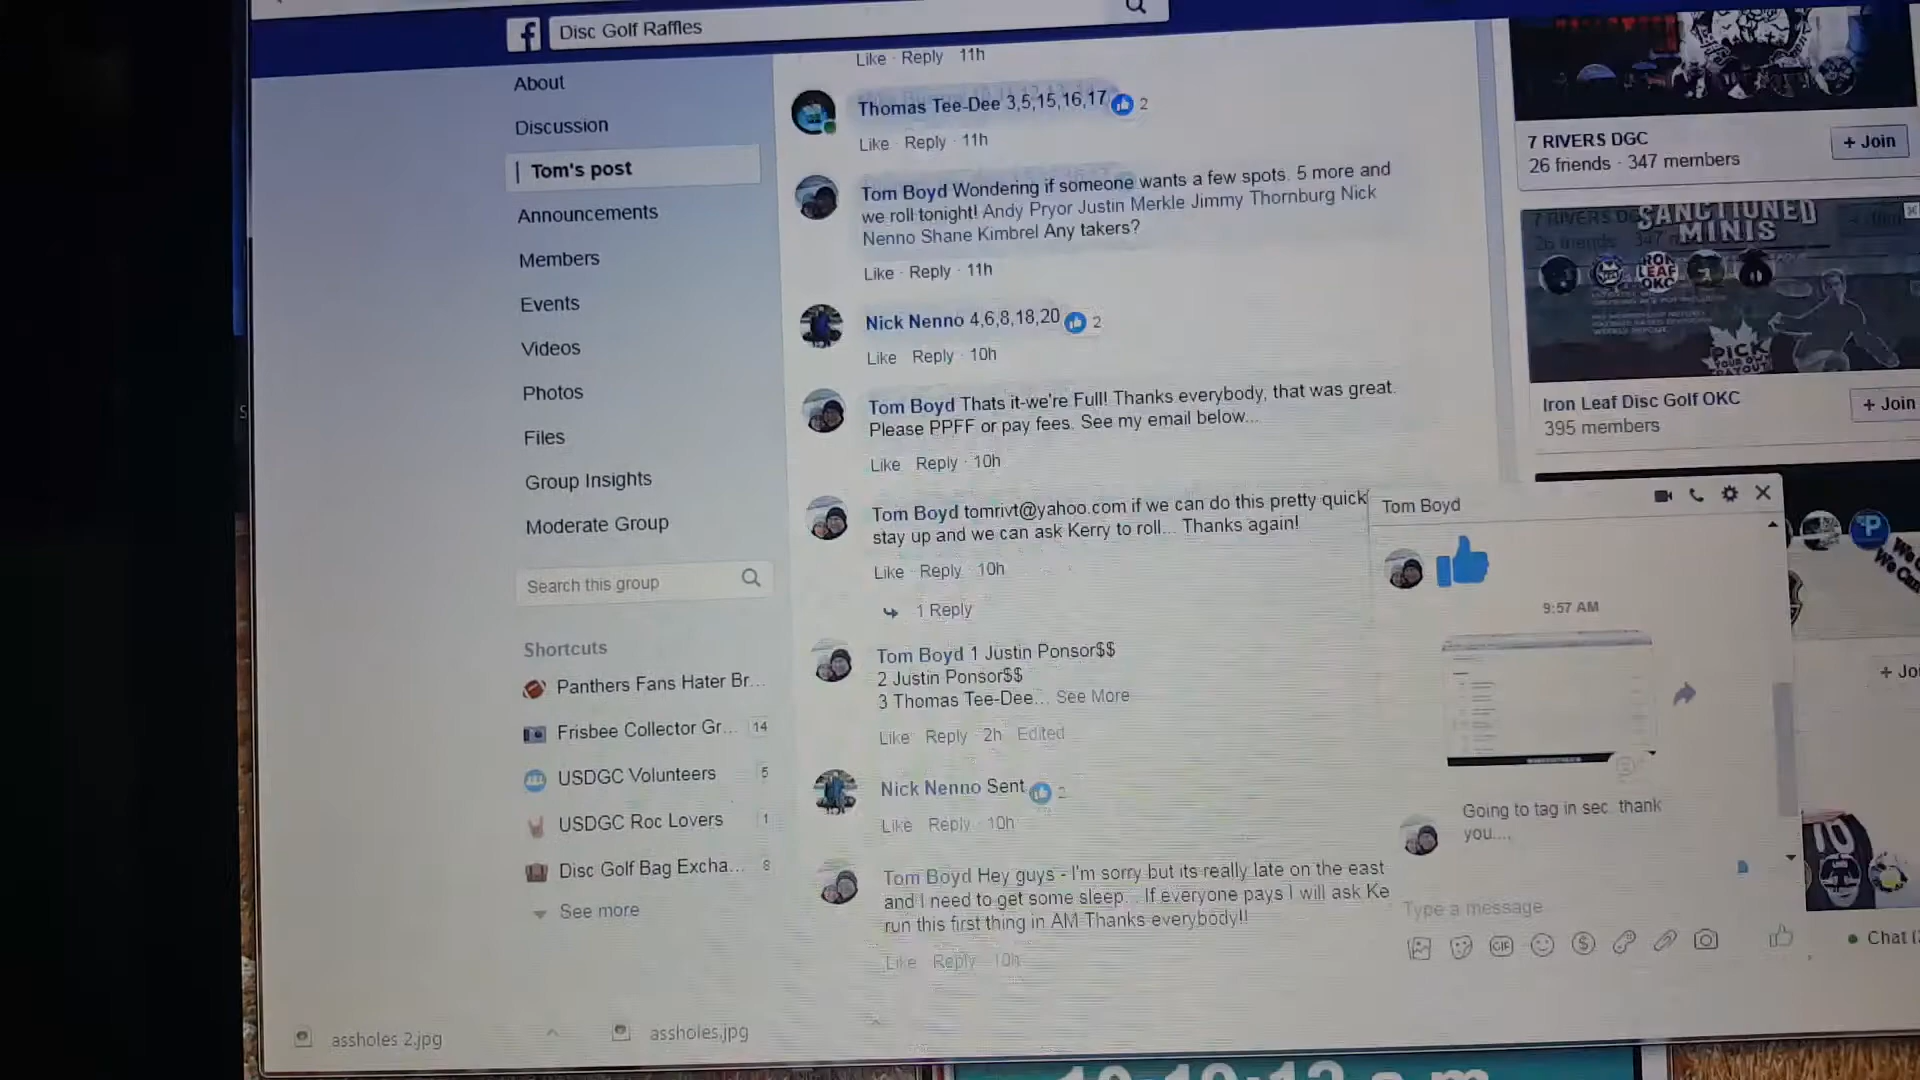 Disc Golf Raffles
About
Discussion
Tom's post
Announcements
Members
Events
Videos
Photos
Files
Group Insights
Moderate Group
Search this group
Shortcuts
Panthers Fans Hater Br...
Frisbee Collector Gr... 14
USDGC Volunteers 5
USDGC Roc Lovers 1
Disc Golf Bag Excha... 8
See more
Like · Reply · 11h
Thomas Tee-Dee 3,5,15,16,17 2
Like · Reply · 11h
Tom Boyd Wondering if someone wants a few spots. 5 more and
we roll tonight! Andy Pryor Justin Merkle Jimmy Thornburg Nick
Nenno Shane Kimbrel Any takers?
Like · Reply · 11h
Nick Nenno 4,6,8,18,20 2
Like · Reply · 10h
Tom Boyd Thats it-we're Full! Thanks everybody, that was great.
Please PPFF or pay fees. See my email below...
Like · Reply · 10h
Tom Boyd tomrivt@yahoo.com if we can do this pretty quick
stay up and we can ask Kerry to roll... Thanks again!
Like · Reply · 10h
1 Reply
Tom Boyd 1 Justin Ponsor$$
2 Justin Ponsor$$
3 Thomas Tee-Dee... See More
Like · Reply · 2h · Edited
Nick Nenno Sent 2
Like · Reply · 10h
Tom Boyd Hey guys - I'm sorry but its really late on the east
and I need to get some sleep... If everyone pays I will ask Ke
run this first thing in AM Thanks everybody!!
Like · Reply · 10h
7 RIVERS DGC
26 friends · 347 members
+ Join
SANCTIONED
MINIS
IRON
LEAF
OKC
PICK
YOUR OWN
PAYOUT
Iron Leaf Disc Golf OKC
395 members
+ Join
Tom Boyd
9:57 AM
Going to tag in sec. thank
you....
Type a message
GIF
+ Joi
Chat (
assholes 2.jpg
assholes.jpg